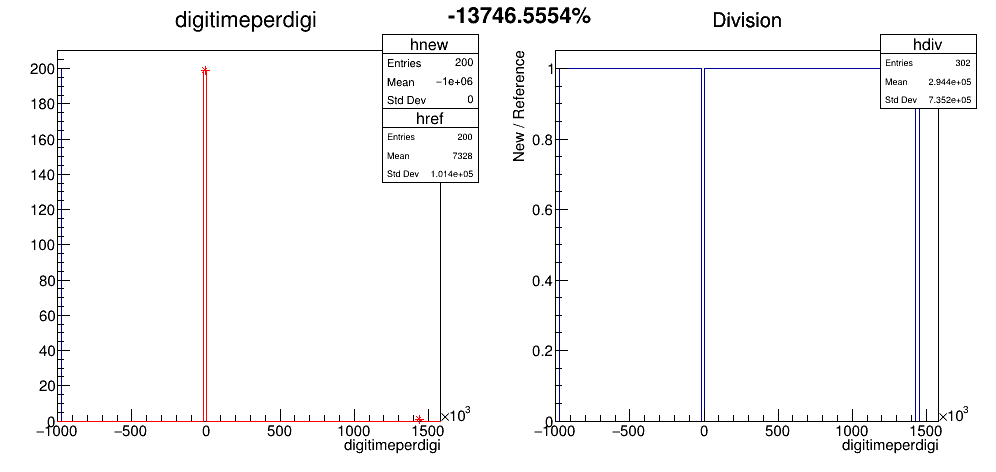 -13746.5554%
digitimeperdigi
hnew
Entries 200
Mean −1e+06
Std Dev 0
href
Entries 200
Mean 7328
Std Dev 1.014e+05
200
180
160
140
120
100
80
60
40
20
0
−1000 −500 0 500 1000 1500 ×10³
digitimeperdigi
Division
hdiv
Entries 302
Mean 2.944e+05
Std Dev 7.352e+05
New / Reference
1
0.8
0.6
0.4
0.2
0
−1000 −500 0 500 1000 1500 ×10³
digitimeperdigi